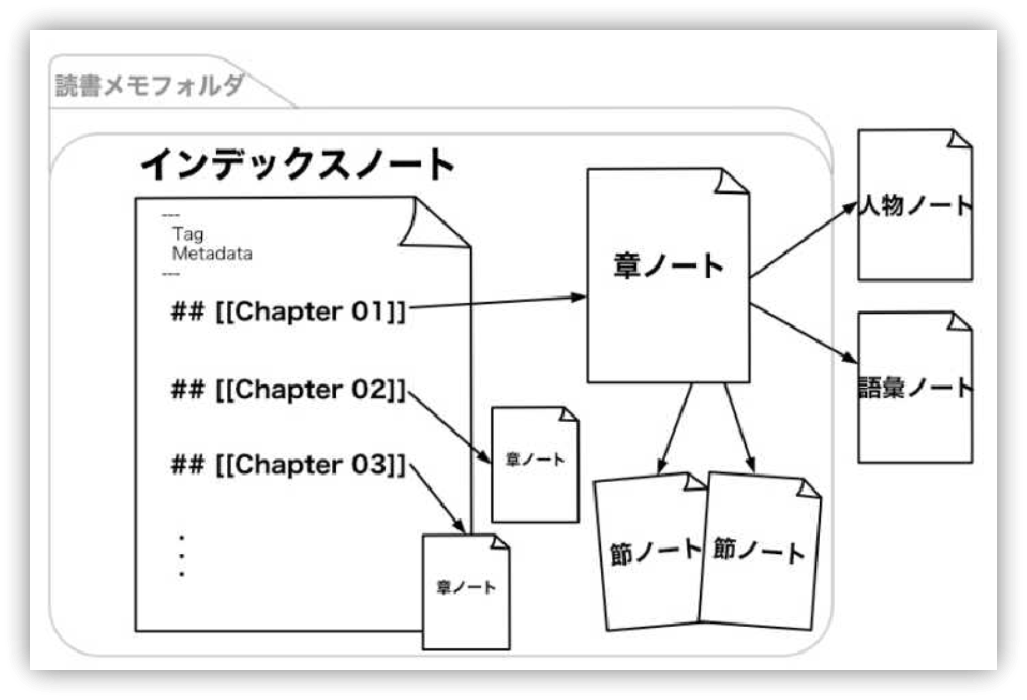 読書メモフォルダ
インデックスノート
---
Tag
Metadata
---
## [[Chapter 01]]
## [[Chapter 02]]
## [[Chapter 03]]
・
・
・
章ノート
章ノート
章ノート
節ノート
節ノート
人物ノート
語彙ノート